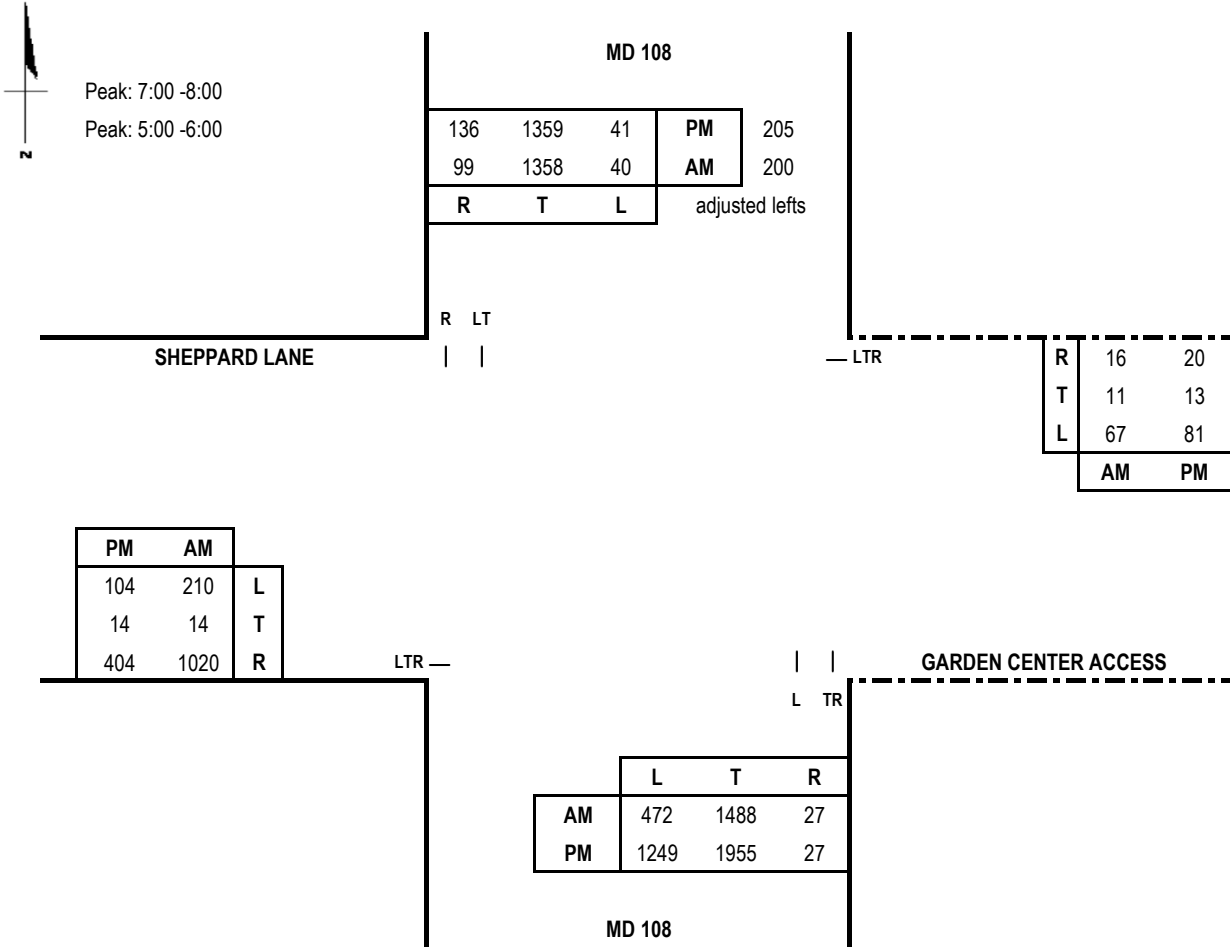 MD 108
Peak: 7:00 -8:00
Peak: 5:00 -6:00
N
136 1359 41 PM 205
99 1358 40 AM 200
R T L adjusted lefts
R LT
SHEPPARD LANE
LTR
R 16 20
T 11 13
L 67 81
AM PM
PM AM
104 210 L
14 14 T
404 1020 R
LTR
GARDEN CENTER ACCESS
L TR
L T R
AM 472 1488 27
PM 1249 1955 27
MD 108